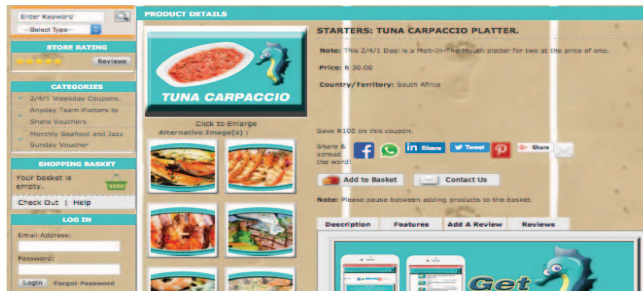 Enter Keyword
--Select Type--
STORE RATING
Reviews
CATEGORIES
2/4/1 Weekday Coupons.
Anyday Team Platters to
Share Vouchers
Monthly Seafood and Jazz
Sunday Voucher
SHOPPING BASKET
Your basket is
empty.
Check Out | Help
LOG IN
Email Address:
Password:
Login Forgot Password
PRODUCT DETAILS
TUNA CARPACCIO
Click to Enlarge
Alternative Image(s) :
STARTERS: TUNA CARPACCIO PLATTER.
Note: This 2/4/1 Deal is a Melt-In-The-Mouth platter for two at the price of one.
Price: R 30.00
Country/Territory: South Africa
Save R100 on this coupon.
Share &
spread
the word!
in Share
Tweet
Share
Add to Basket
Contact Us
Note: Please pause between adding products to the basket.
Description Features Add A Review Reviews
Get